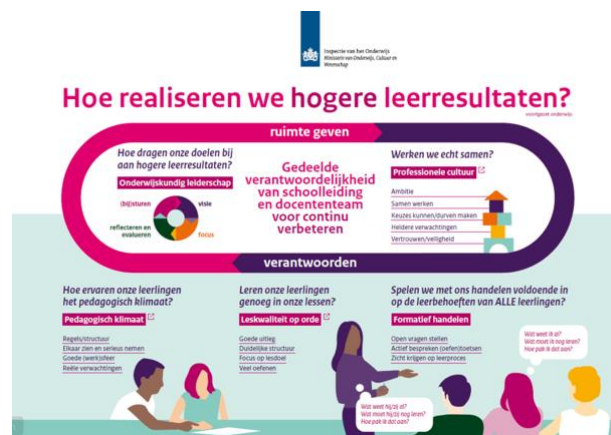 Inspectie van het Onderwijs
Ministerie van Onderwijs, Cultuur en
Wetenschap
Hoe realiseren we hogere leerresultaten?
voortgezet onderwijs
ruimte geven
Hoe dragen onze doelen bij
aan hogere leerresultaten?
Onderwijskundig leiderschap
(bij)sturen
visie
reflecteren en
evalueren
focus
Gedeelde
verantwoordelijkheid
van schoolleiding
en docententeam
voor continu
verbeteren
Werken we echt samen?
Professionele cultuur
Ambitie
Samen werken
Keuzes kunnen/durven maken
Heldere verwachtingen
Vertrouwen/veiligheid
verantwoorden
Hoe ervaren onze leerlingen
het pedagogisch klimaat?
Pedagogisch klimaat
Regels/structuur
Elkaar zien en serieus nemen
Goede (werk)sfeer
Reële verwachtingen
Leren onze leerlingen
genoeg in onze lessen?
Leskwaliteit op orde
Goede uitleg
Duidelijke structuur
Focus op lesdoel
Veel oefenen
Spelen we met ons handelen voldoende in
op de leerbehoeften van ALLE leerlingen?
Formatief handelen
Open vragen stellen
Actief bespreken (oefen)toetsen
Zicht krijgen op leerproces
Wat weet ik al?
Wat moet ik nog leren?
Hoe pak ik dat aan?
Wat weet hij/zij al?
Wat moet hij/zij nog leren?
Hoe pak ik dat aan?